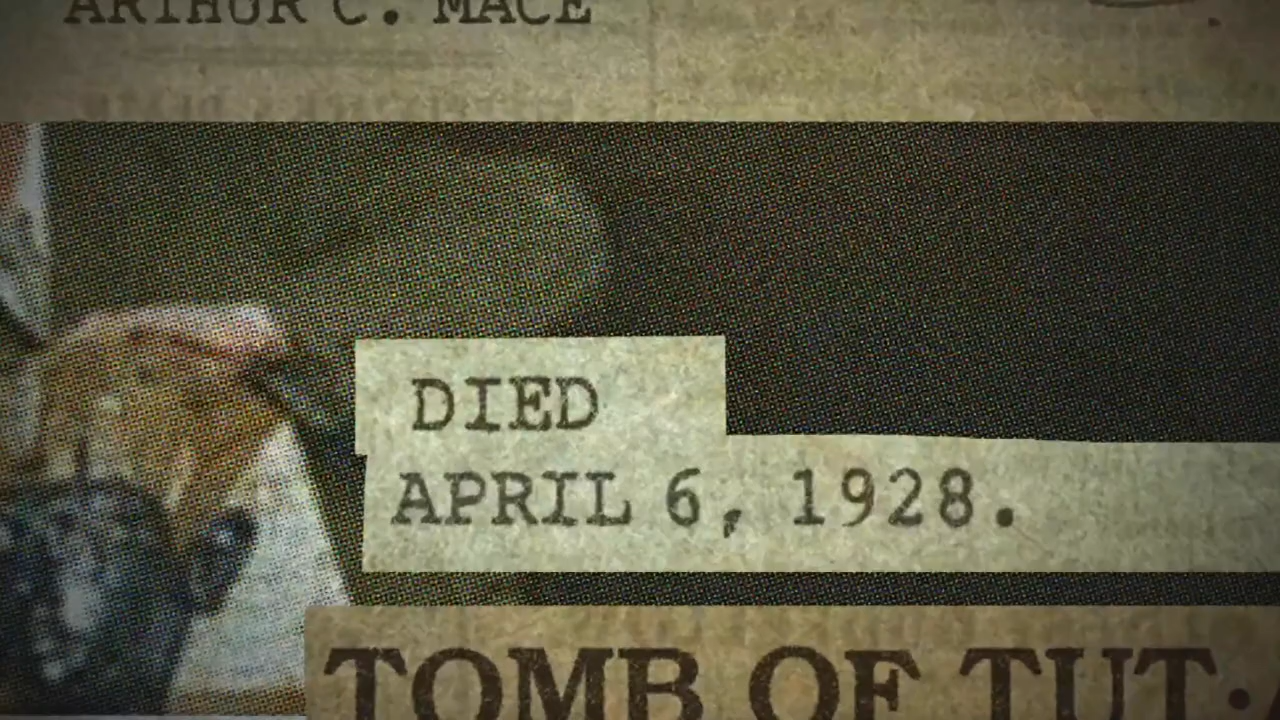 ARTHUR C. MACE
DIED
APRIL 6, 1928.
TOMB OF TUT·